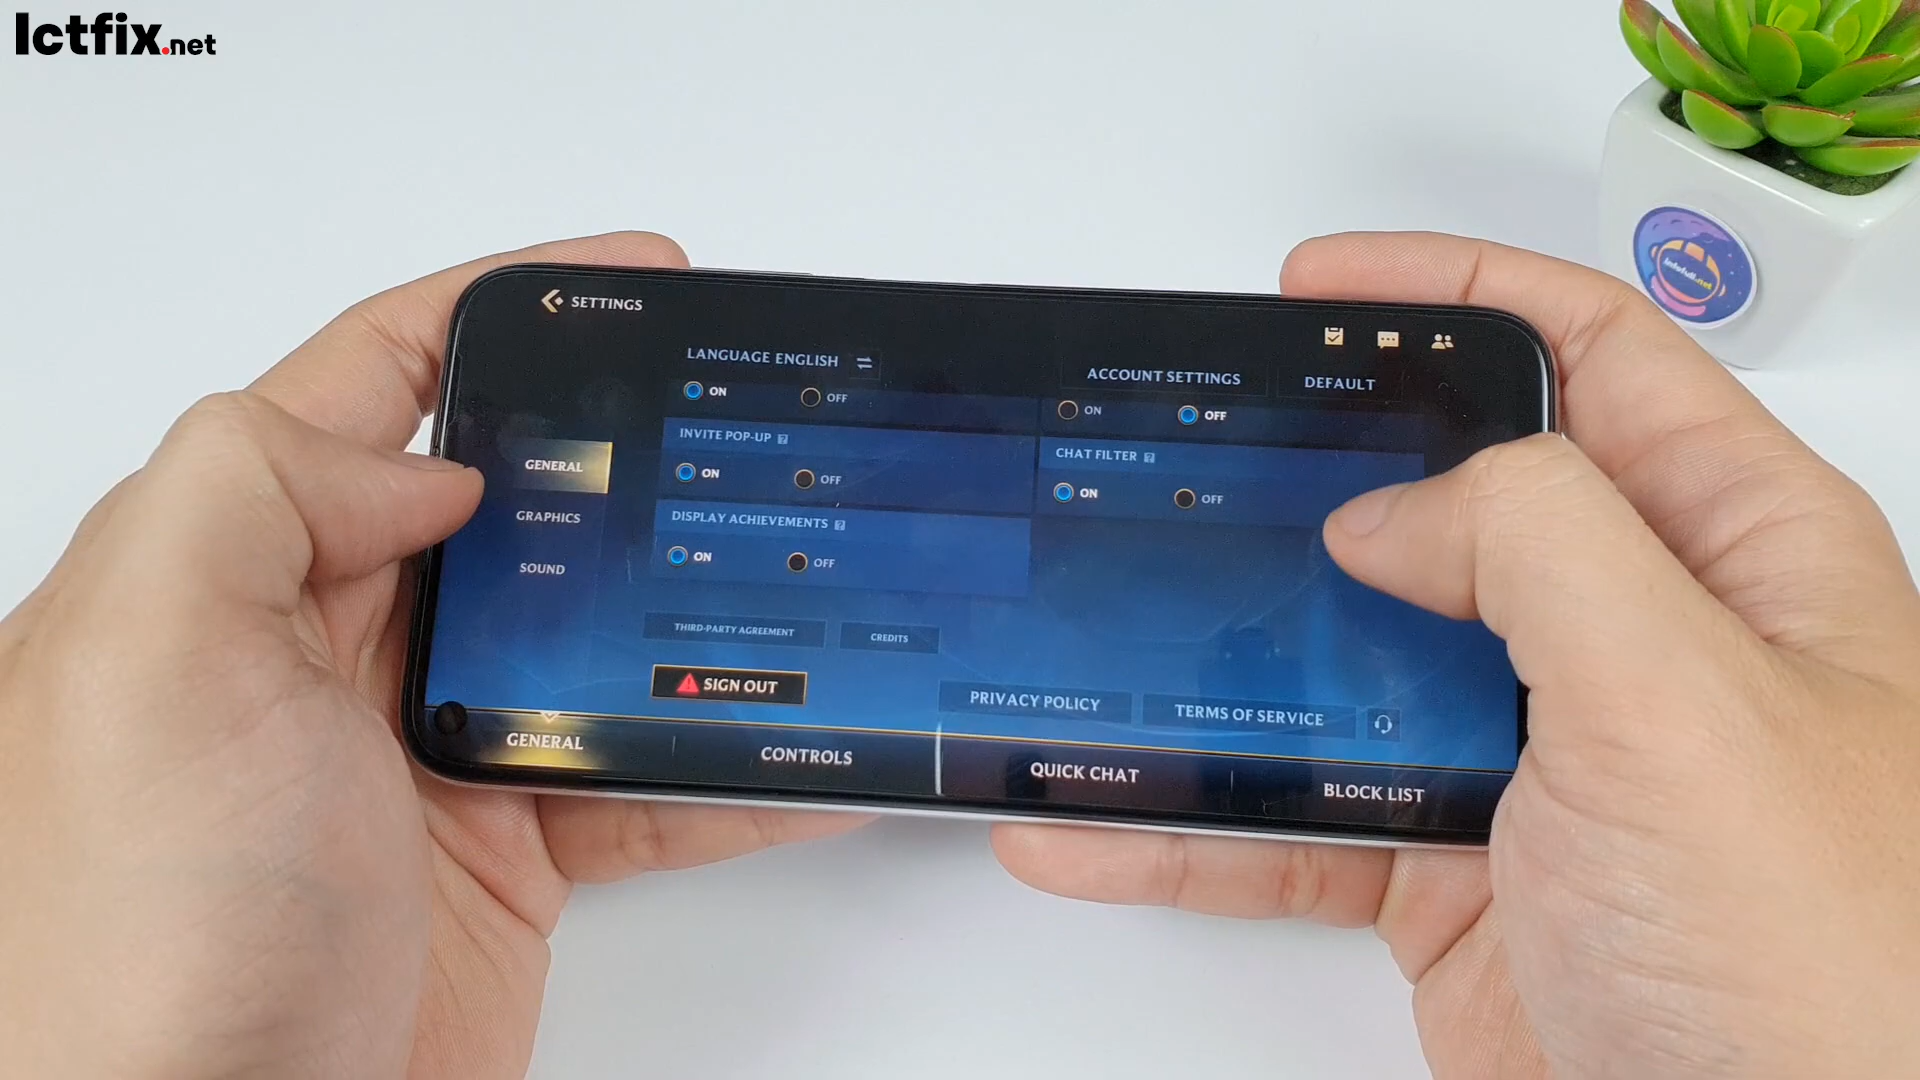 Ictfix.net
SETTINGS
LANGUAGE ENGLISH
ACCOUNT SETTINGS
DEFAULT
ON OFF
ON OFF
INVITE POP-UP
ON OFF
CHAT FILTER
ON OFF
DISPLAY ACHIEVEMENTS
ON OFF
GENERAL
GRAPHICS
SOUND
THIRD-PARTY AGREEMENT
CREDITS
SIGN OUT
PRIVACY POLICY
TERMS OF SERVICE
GENERAL
CONTROLS
QUICK CHAT
BLOCK LIST
infofull.net